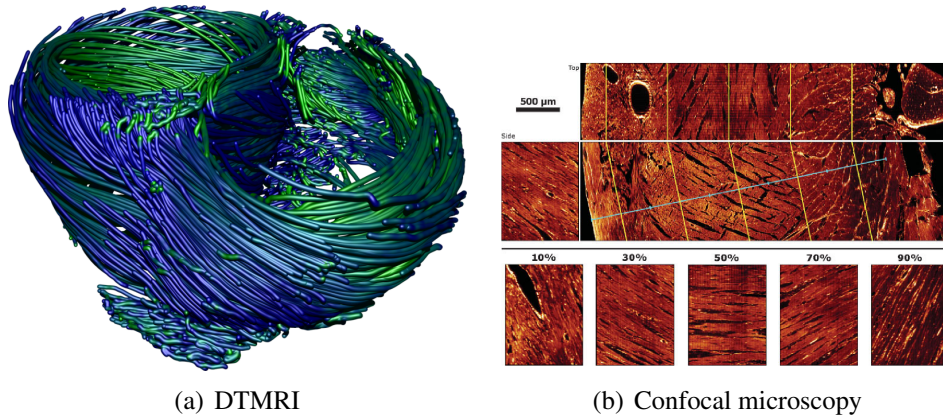 Top
500 µm
Side
10% 30% 50% 70% 90%
(a) DTMRI
(b) Confocal microscopy